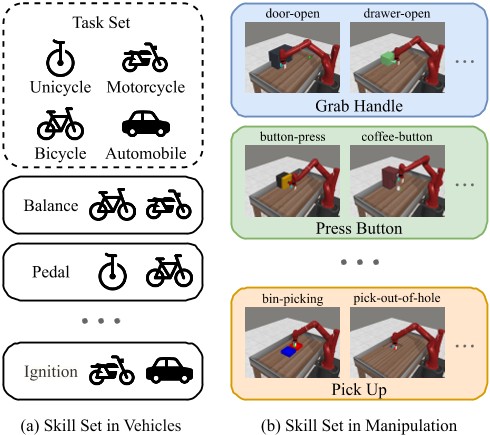 Task Set
Unicycle
Motorcycle
Bicycle
Automobile
Balance
Pedal
• • •
Ignition
(a) Skill Set in Vehicles
door-open
drawer-open
• • •
Grab Handle
button-press
coffee-button
• • •
Press Button
• • •
bin-picking
pick-out-of-hole
• • •
Pick Up
(b) Skill Set in Manipulation